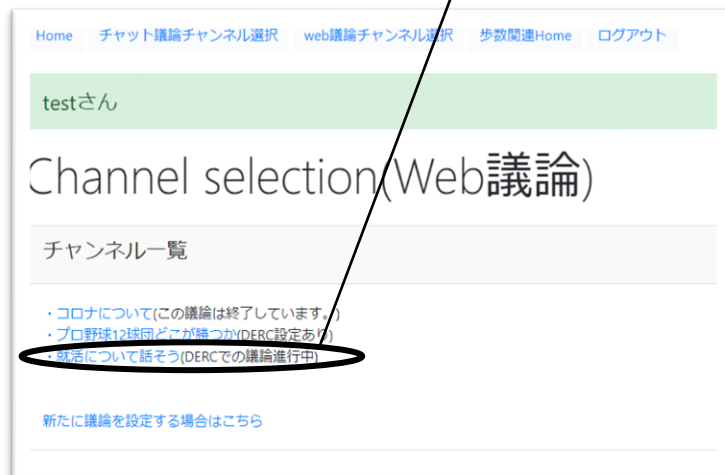 Home チャット議論チャンネル選択 web議論チャンネル選択 歩数関連Home ログアウト
testさん
Channel selection(Web議論)
チャンネル一覧
・コロナについて(この議論は終了しています。)
・プロ野球12球団どこが勝つか(DERC設定あり)
・就活について話そう(DERCでの議論進行中)
新たに議論を設定する場合はこちら